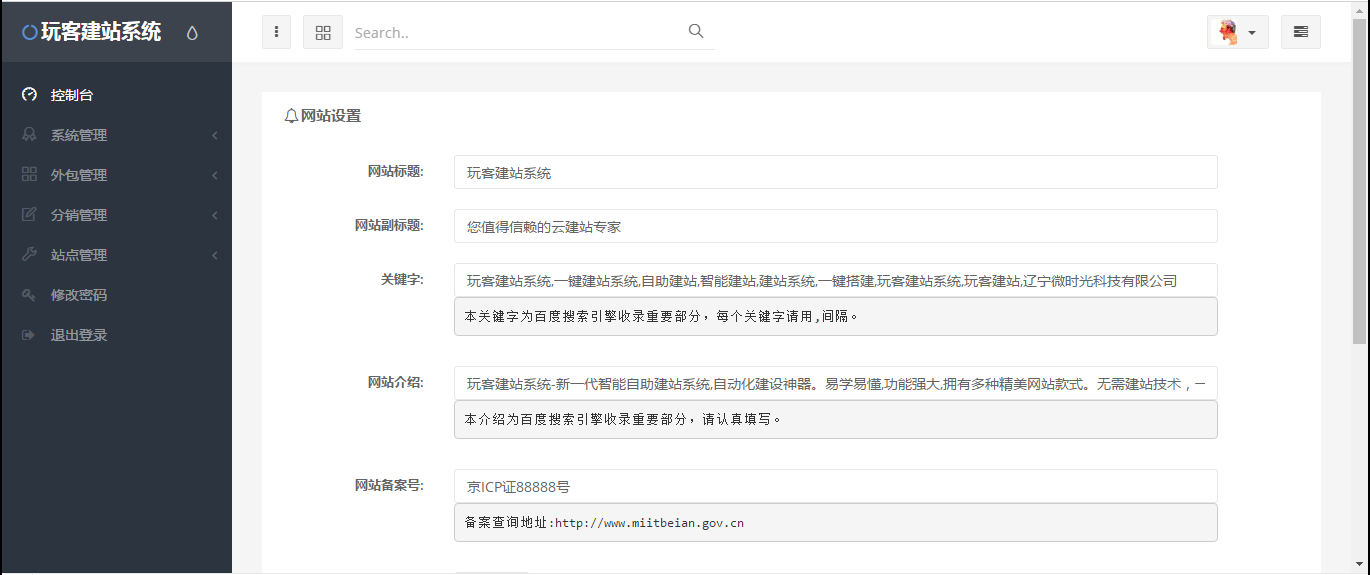 玩客建站系统
Search..
控制台
系统管理
外包管理
分销管理
站点管理
修改密码
退出登录
网站设置
网站标题: 玩客建站系统
网站副标题: 您值得信赖的云建站专家
关键字: 玩客建站系统,一键建站系统,自助建站,智能建站,建站系统,一键搭建,玩客建站系统,玩客建站,辽宁微时光科技有限公司
本关键字为百度搜索引擎收录重要部分，每个关键字请用,间隔。
网站介绍: 玩客建站系统-新一代智能自助建站系统,自动化建设神器。易学易懂,功能强大,拥有多种精美网站款式。无需建站技术，一
本介绍为百度搜索引擎收录重要部分，请认真填写。
网站备案号: 京ICP证88888号
备案查询地址:http://www.miitbeian.gov.cn